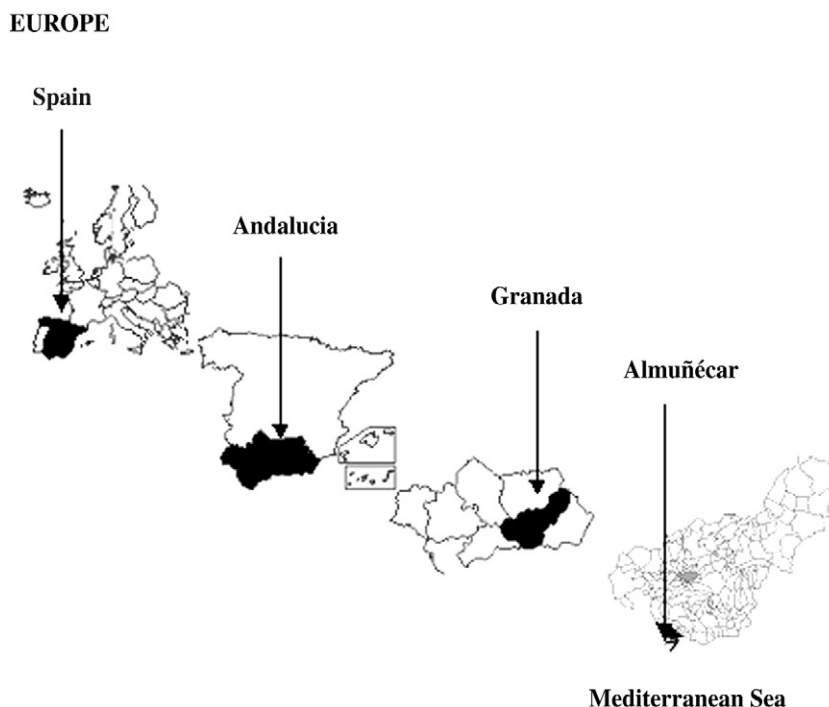 EUROPE
Spain
Andalucia
Granada
Almuñécar
Mediterranean Sea